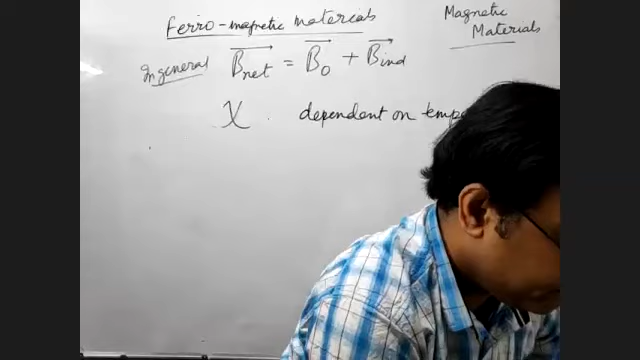 Ferro-magnetic materials
Magnetic
Materials
In general B⃗net = B⃗0 + B⃗ind
χ dependent on